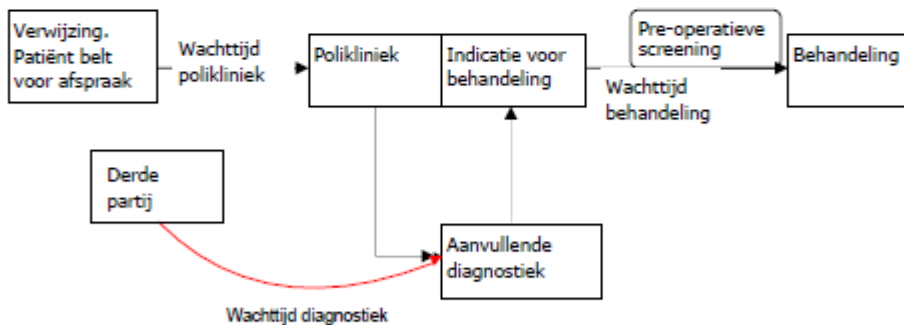 Verwijzing.
Patiënt belt
voor afspraak
Wachttijd
polikliniek
Polikliniek
Indicatie voor
behandeling
Pre-operatieve
screening
Wachttijd
behandeling
Behandeling
Derde
partij
Aanvullende
diagnostiek
Wachttijd diagnostiek